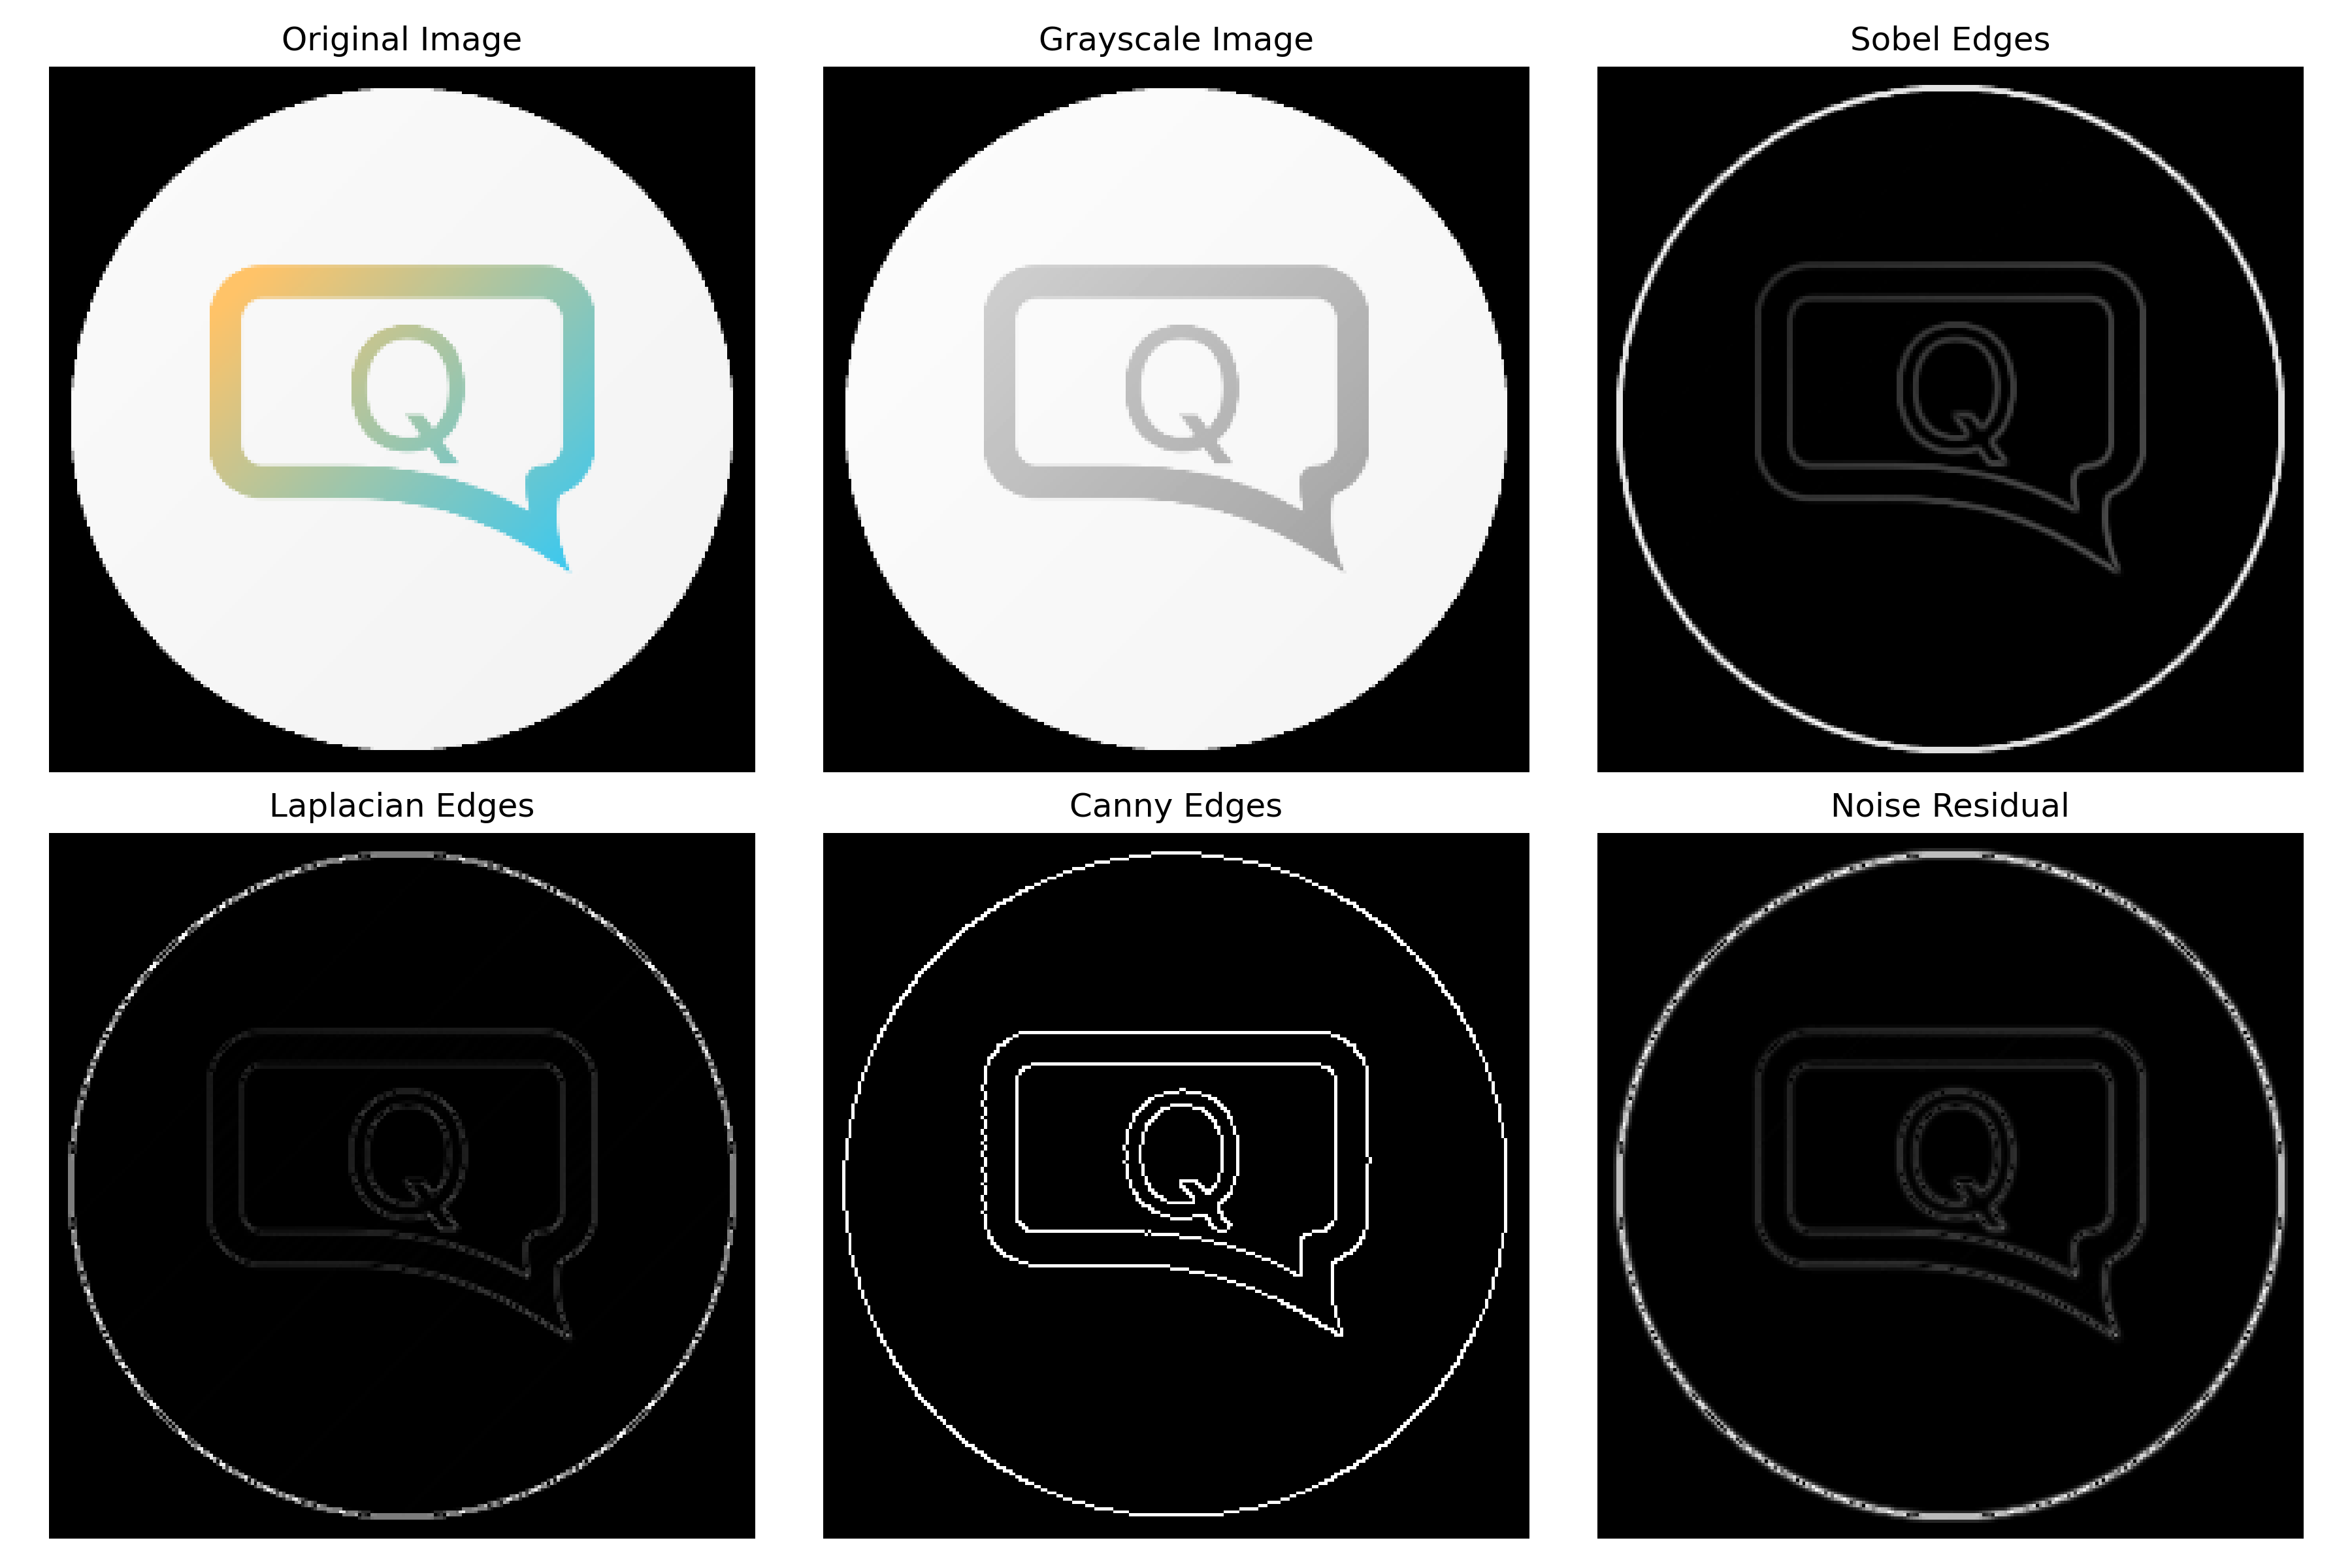 Original Image
Grayscale Image
Sobel Edges
Q
Q
Q
Laplacian Edges
Canny Edges
Noise Residual
Q
Q
Q